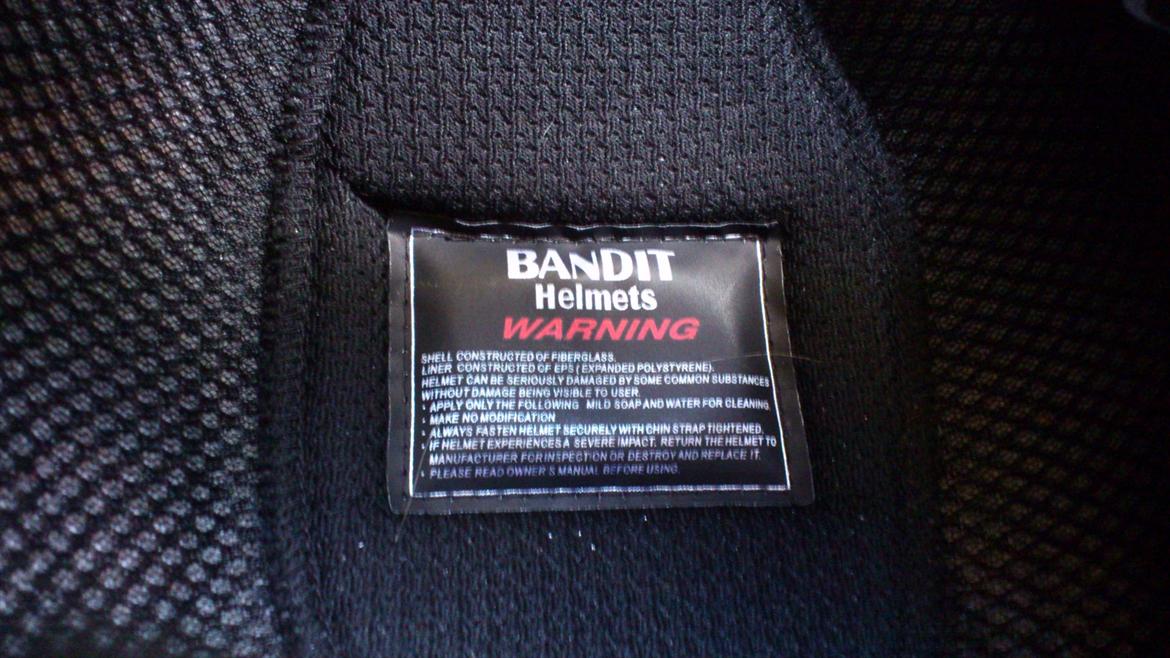 BANDIT
Helmets
WARNING
SHELL CONSTRUCTED OF FIBERGLASS.
LINER CONSTRUCTED OF EPS (EXPANDED POLYSTYRENE).
HELMET CAN BE SERIOUSLY DAMAGED BY SOME COMMON SUBSTANCES
WITHOUT DAMAGE BEING VISIBLE TO USER.
• APPLY ONLY THE FOLLOWING MILD SOAP AND WATER FOR CLEANING.
• MAKE NO MODIFICATION
• ALWAYS FASTEN HELMET SECURELY WITH CHIN STRAP TIGHTENED.
• IF HELMET EXPERIENCES A SEVERE IMPACT. RETURN THE HELMET TO
MANUFACTURER FOR INSPECTION OR DESTROY AND REPLACE IT.
• PLEASE READ OWNER'S MANUAL BEFORE USING.